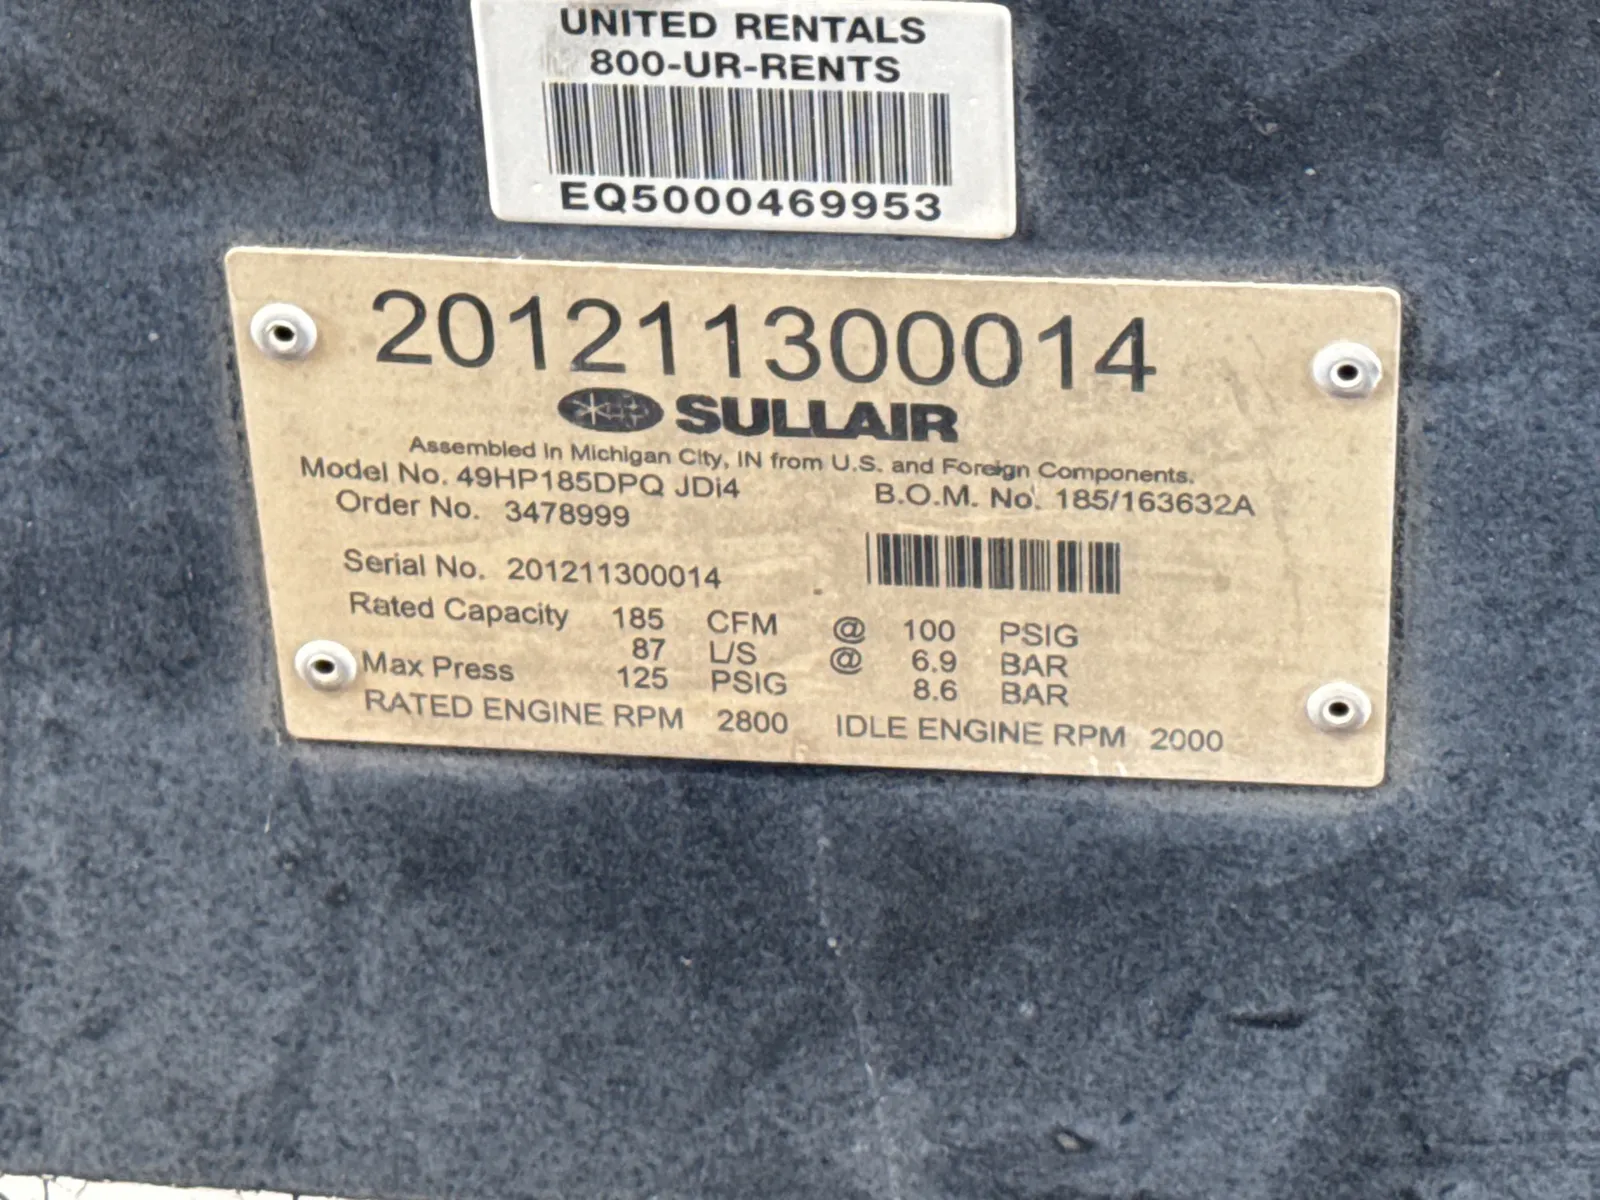 UNITED RENTALS
800-UR-RENTS
EQ5000469953
201211300014
SULLAIR
Assembled in Michigan City, IN from U.S. and Foreign Components.
Model No. 49HP185DPQ JDi4 B.O.M. No. 185/163632A
Order No. 3478999
Serial No. 201211300014
Rated Capacity 185 CFM @ 100 PSIG
87 L/S @ 6.9 BAR
Max Press 125 PSIG 8.6 BAR
RATED ENGINE RPM 2800 IDLE ENGINE RPM 2000